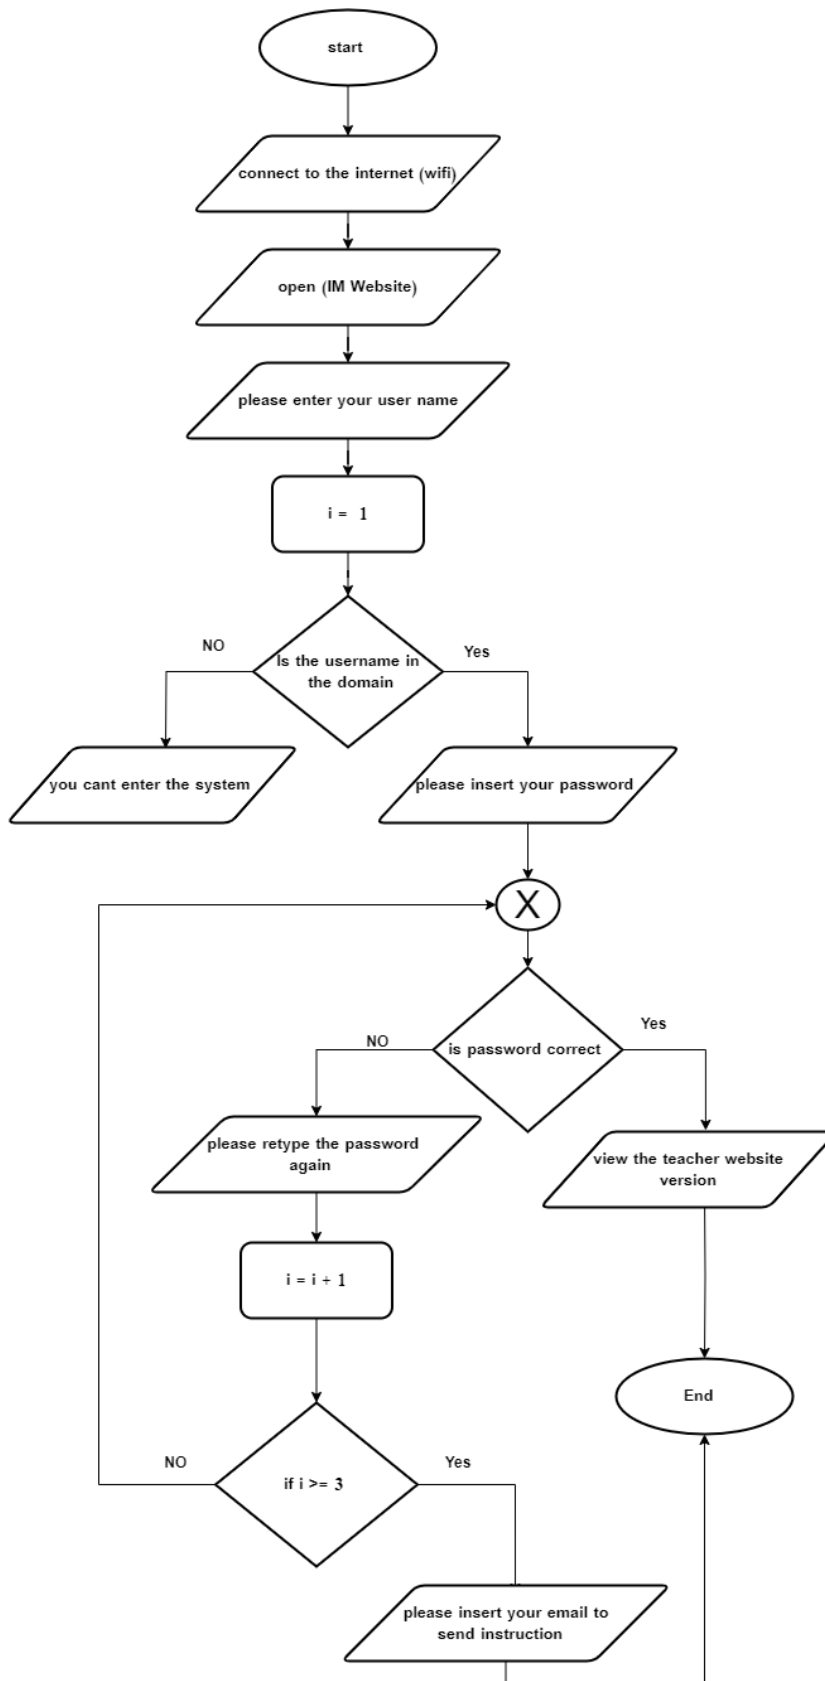 start
connect to the internet (wifi)
open (IM Website)
please enter your user name
i = 1
NO
Yes
Is the username in
the domain
you cant enter the system
please insert your password
X
NO
Yes
is password correct
please retype the password
again
view the teacher website
version
i = i + 1
End
NO
Yes
if i >= 3
please insert your email to
send instruction